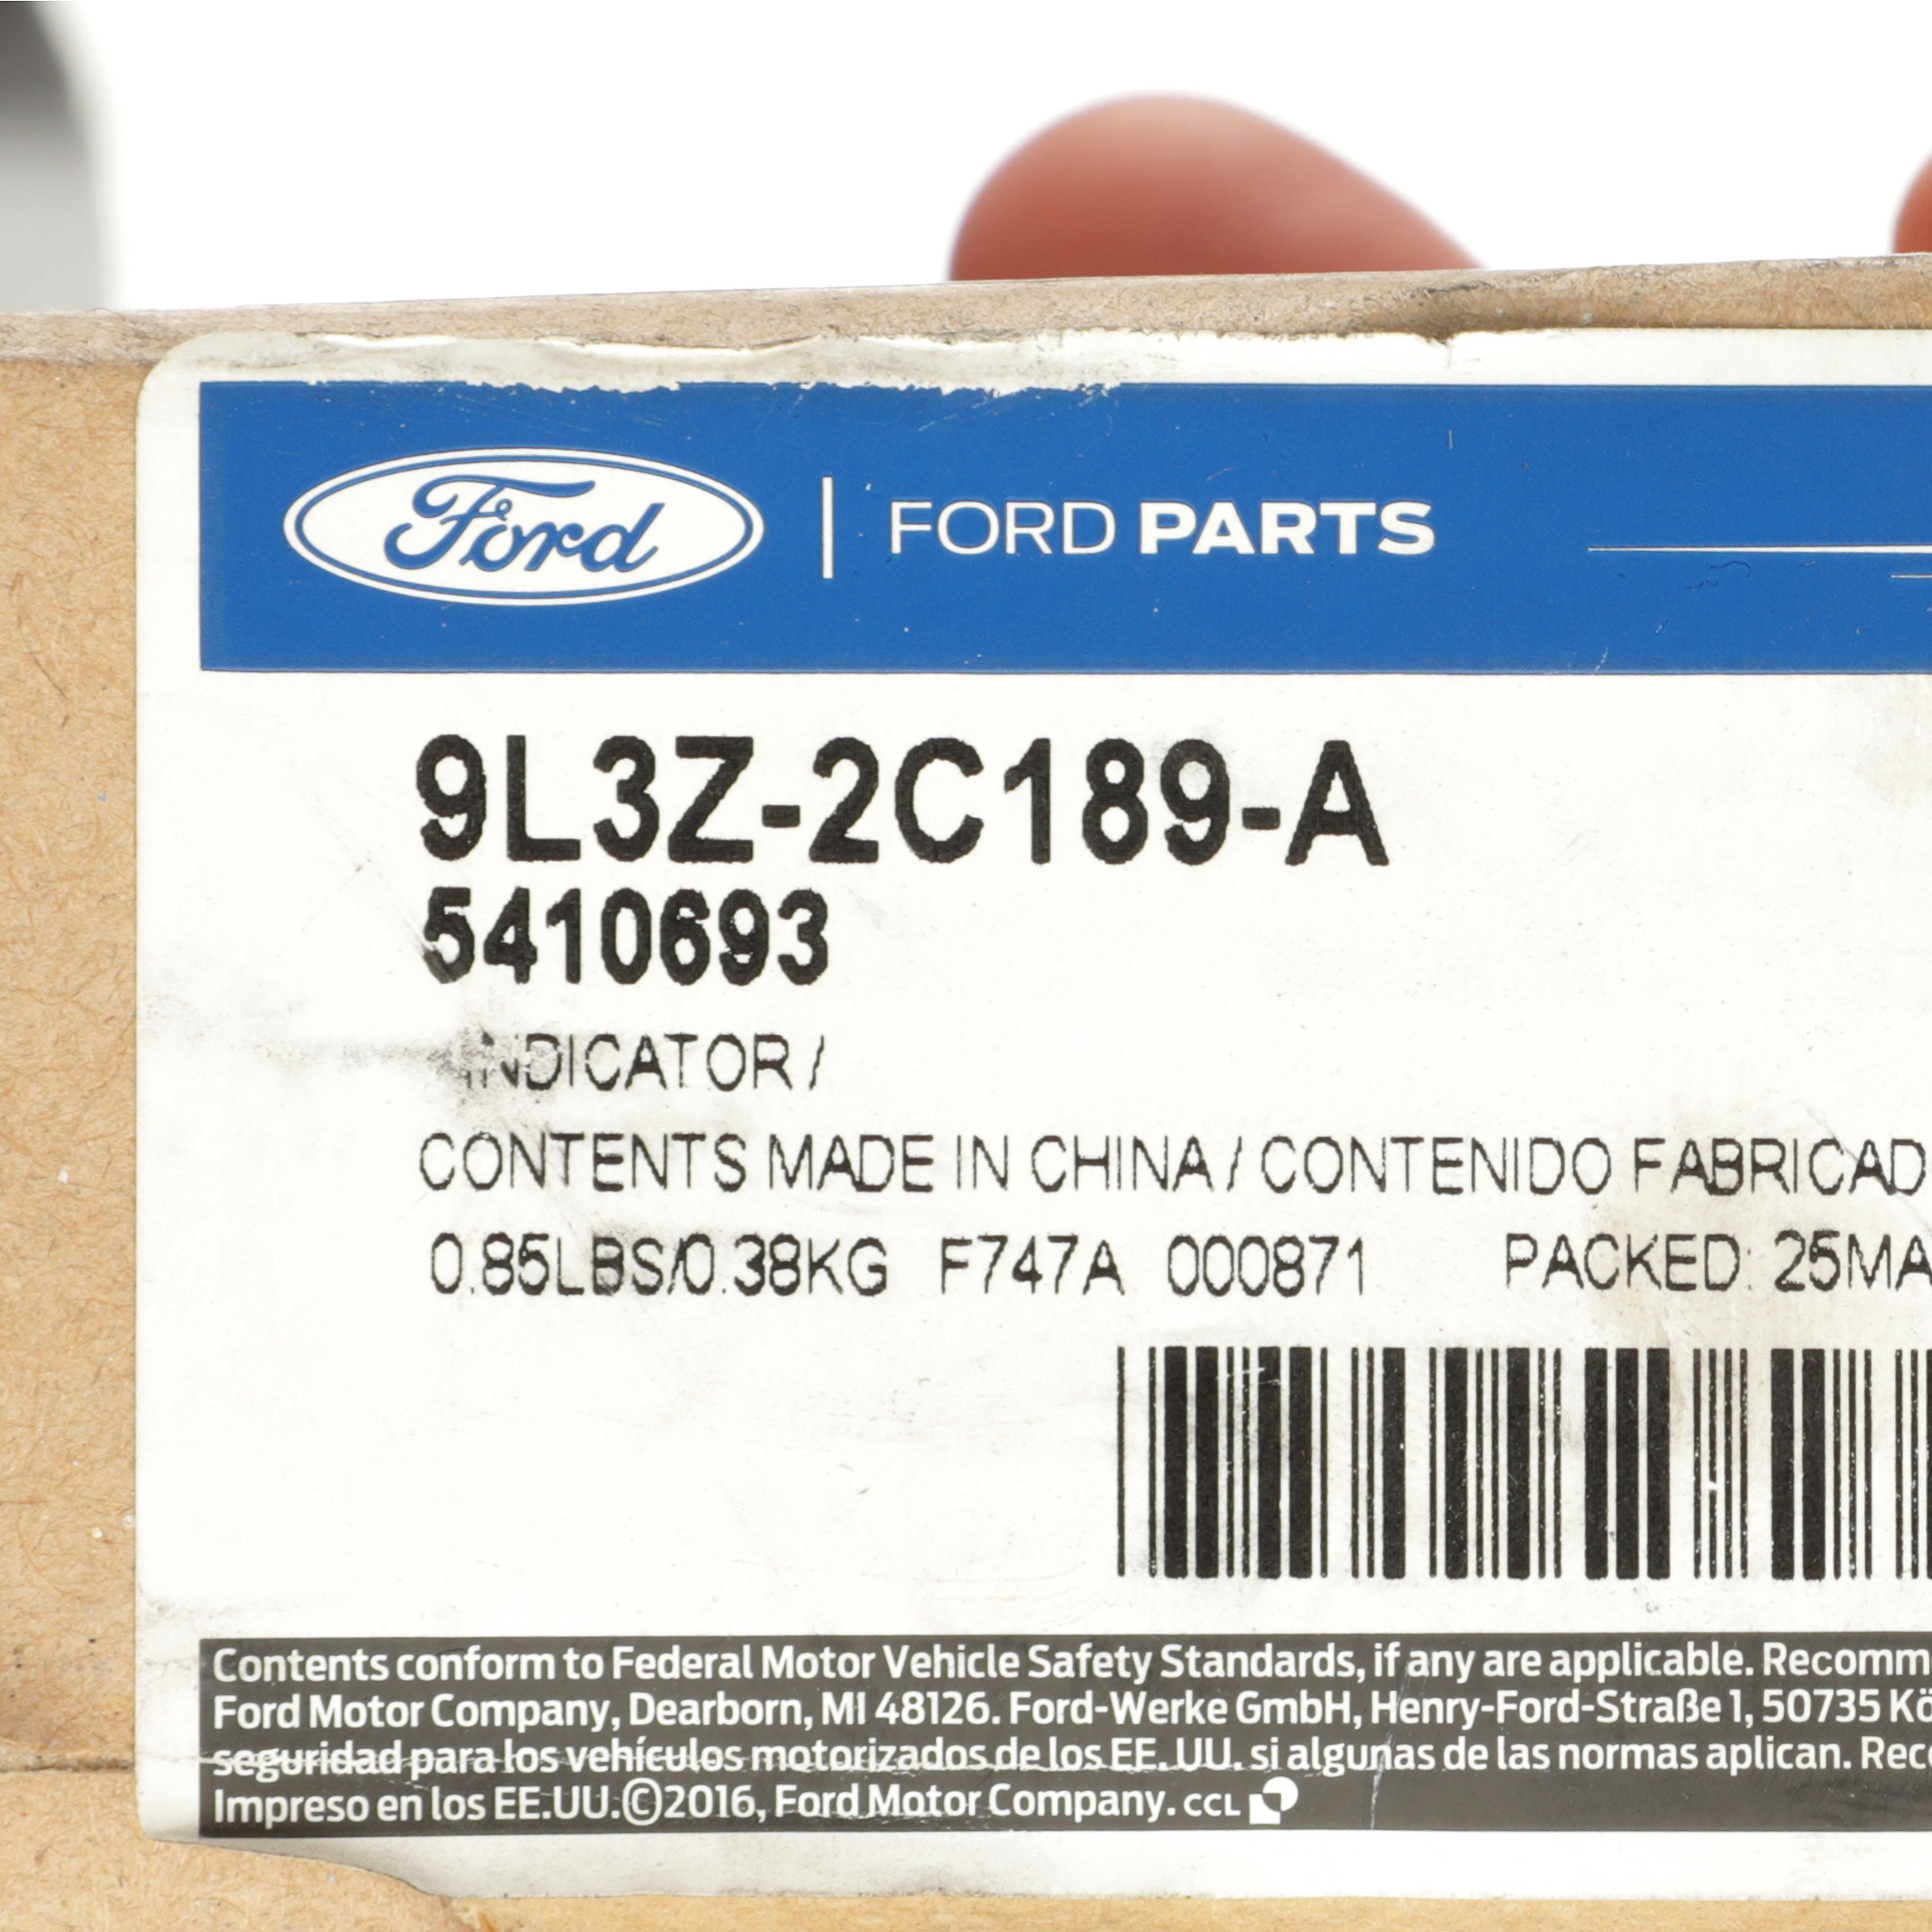 Ford | FORD PARTS
9L3Z-2C189-A
5410693
INDICATOR /
CONTENTS MADE IN CHINA / CONTENIDO FABRICAD
0.85LBS/0.38KG F747A 000871 PACKED: 25MA
Contents conform to Federal Motor Vehicle Safety Standards, if any are applicable. Recomm
Ford Motor Company, Dearborn, MI 48126. Ford-Werke GmbH, Henry-Ford-Straße 1, 50735 Kö
seguridad para los vehículos motorizados de los EE. UU. si algunas de las normas aplican. Reco
Impreso en los EE.UU.©2016, Ford Motor Company. CCL